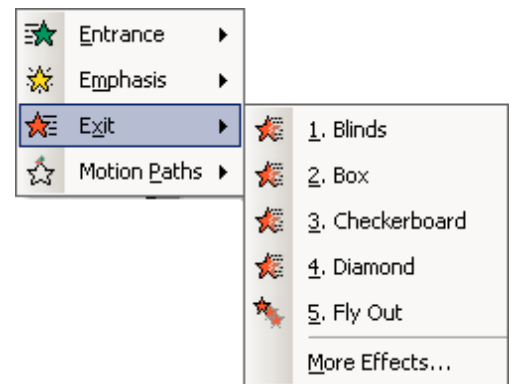 Entrance
Emphasis
Exit
Motion Paths
1. Blinds
2. Box
3. Checkerboard
4. Diamond
5. Fly Out
More Effects...